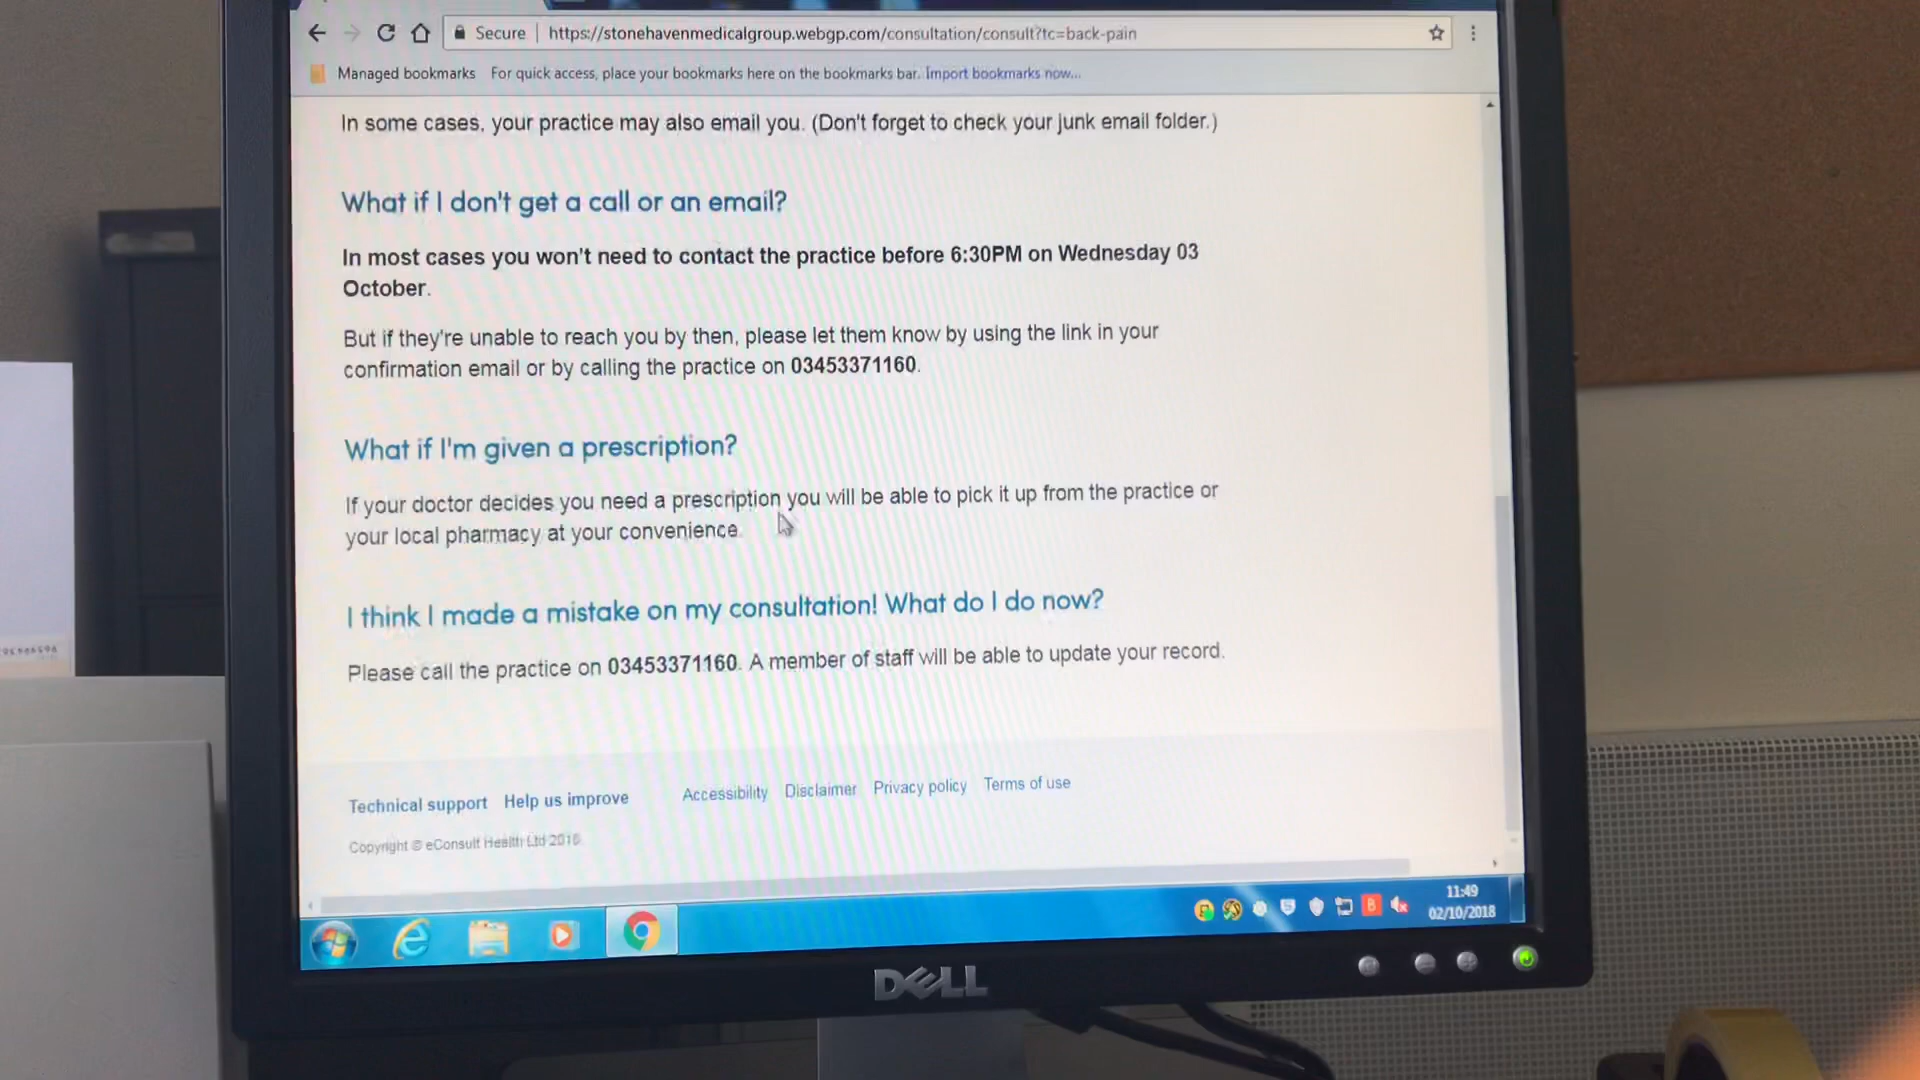 Secure | https://stonehavenmedicalgroup.webgp.com/consultation/consult?tc=back-pain
Managed bookmarks For quick access, place your bookmarks here on the bookmarks bar. Import bookmarks now...
In some cases, your practice may also email you. (Don't forget to check your junk email folder.)
What if I don't get a call or an email?
In most cases you won't need to contact the practice before 6:30PM on Wednesday 03
October.
But if they're unable to reach you by then, please let them know by using the link in your
confirmation email or by calling the practice on 03453371160.
What if I'm given a prescription?
If your doctor decides you need a prescription you will be able to pick it up from the practice or
your local pharmacy at your convenience.
I think I made a mistake on my consultation! What do I do now?
Please call the practice on 03453371160. A member of staff will be able to update your record.
Technical support Help us improve Accessibility Disclaimer Privacy policy Terms of use
Copyright © eConsult Health Ltd
11:49
02/10/2018
DELL